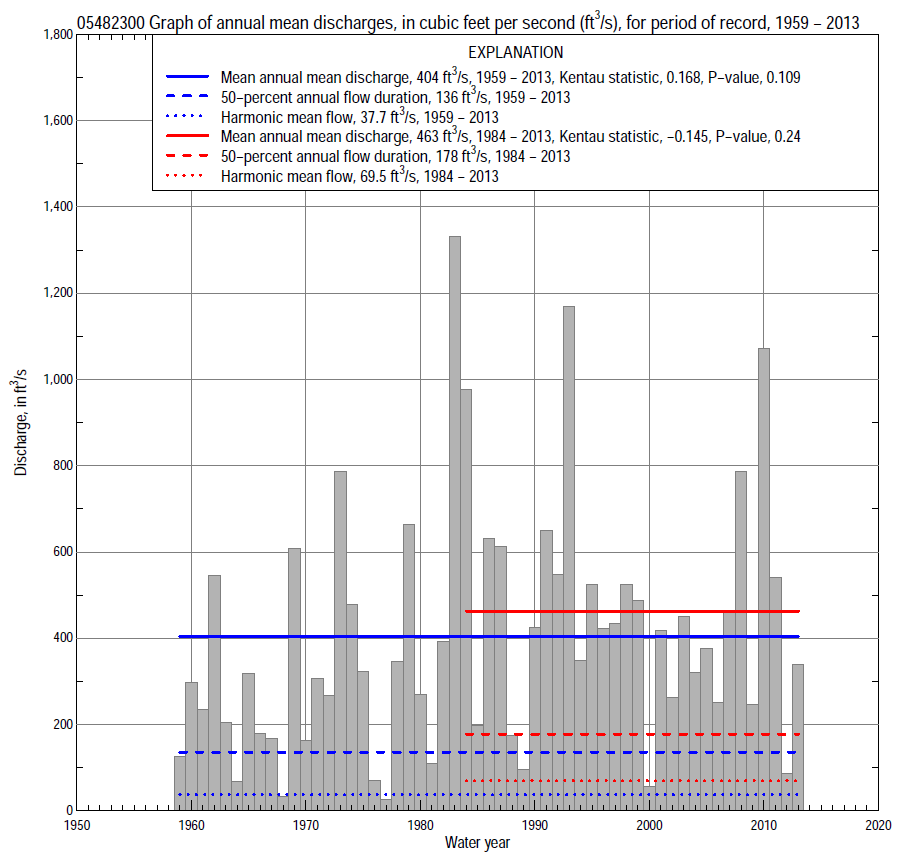 05482300 Graph of annual mean discharges, in cubic feet per second (ft³/s), for period of record, 1959 – 2013
EXPLANATION
Mean annual mean discharge, 404 ft³/s, 1959 – 2013, Kentau statistic, 0.168, P–value, 0.109
50–percent annual flow duration, 136 ft³/s, 1959 – 2013
Harmonic mean flow, 37.7 ft³/s, 1959 – 2013
Mean annual mean discharge, 463 ft³/s, 1984 – 2013, Kentau statistic, –0.145, P–value, 0.24
50–percent annual flow duration, 178 ft³/s, 1984 – 2013
Harmonic mean flow, 69.5 ft³/s, 1984 – 2013
1,800
1,600
1,400
1,200
1,000
800
600
400
200
0
Discharge, in ft³/s
1950 1960 1970 1980 1990 2000 2010 2020
Water year